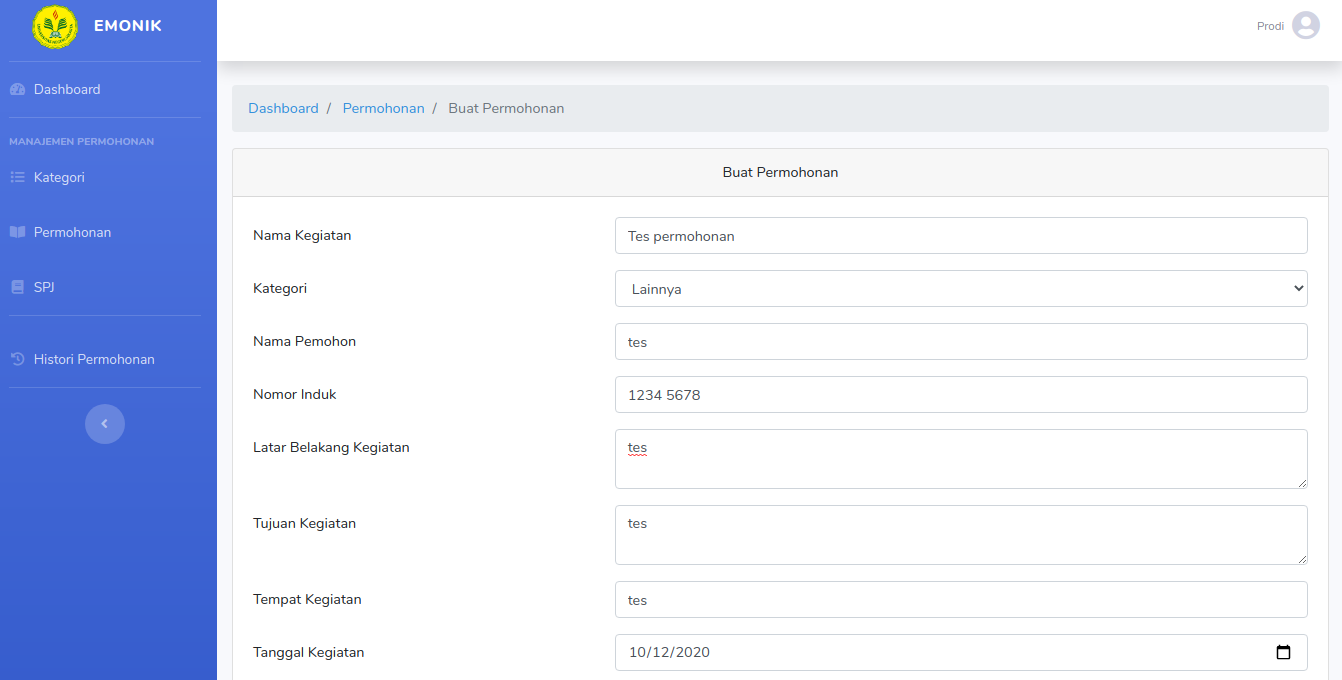 EMONIK
Prodi
Dashboard
MANAJEMEN PERMOHONAN
Kategori
Permohonan
SPJ
Histori Permohonan
Dashboard / Permohonan / Buat Permohonan
Buat Permohonan
Nama Kegiatan Tes permohonan
Kategori Lainnya
Nama Pemohon tes
Nomor Induk 1234 5678
Latar Belakang Kegiatan tes
Tujuan Kegiatan tes
Tempat Kegiatan tes
Tanggal Kegiatan 10/12/2020